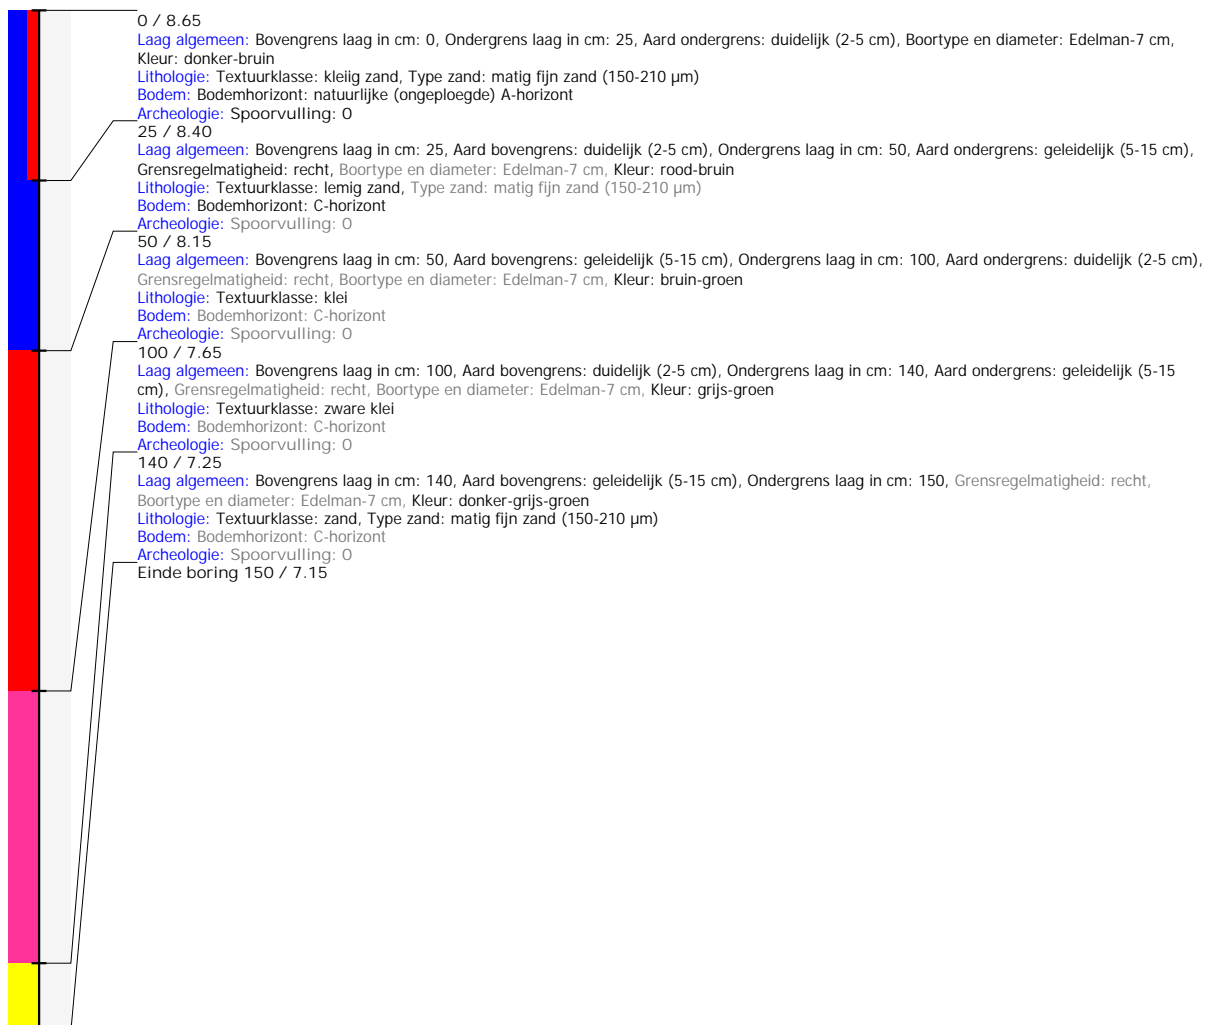 0 / 8.65
Laag algemeen: Bovengrens laag in cm: 0, Ondergrens laag in cm: 25, Aard ondergrens: duidelijk (2-5 cm), Boortype en diameter: Edelman-7 cm,
Kleur: donker-bruin
Lithologie: Textuurklasse: kleiig zand, Type zand: matig fijn zand (150-210 µm)
Bodem: Bodemhorizont: natuurlijke (ongeploegde) A-horizont
Archeologie: Spoorvulling: 0
25 / 8.40
Laag algemeen: Bovengrens laag in cm: 25, Aard bovengrens: duidelijk (2-5 cm), Ondergrens laag in cm: 50, Aard ondergrens: geleidelijk (5-15 cm),
Grensregelmatigheid: recht, Boortype en diameter: Edelman-7 cm, Kleur: rood-bruin
Lithologie: Textuurklasse: lemig zand, Type zand: matig fijn zand (150-210 µm)
Bodem: Bodemhorizont: C-horizont
Archeologie: Spoorvulling: 0
50 / 8.15
Laag algemeen: Bovengrens laag in cm: 50, Aard bovengrens: geleidelijk (5-15 cm), Ondergrens laag in cm: 100, Aard ondergrens: duidelijk (2-5 cm),
Grensregelmatigheid: recht, Boortype en diameter: Edelman-7 cm, Kleur: bruin-groen
Lithologie: Textuurklasse: klei
Bodem: Bodemhorizont: C-horizont
Archeologie: Spoorvulling: 0
100 / 7.65
Laag algemeen: Bovengrens laag in cm: 100, Aard bovengrens: duidelijk (2-5 cm), Ondergrens laag in cm: 140, Aard ondergrens: geleidelijk (5-15
cm), Grensregelmatigheid: recht, Boortype en diameter: Edelman-7 cm, Kleur: grijs-groen
Lithologie: Textuurklasse: zware klei
Bodem: Bodemhorizont: C-horizont
Archeologie: Spoorvulling: 0
140 / 7.25
Laag algemeen: Bovengrens laag in cm: 140, Aard bovengrens: geleidelijk (5-15 cm), Ondergrens laag in cm: 150, Grensregelmatigheid: recht,
Boortype en diameter: Edelman-7 cm, Kleur: donker-grijs-groen
Lithologie: Textuurklasse: zand, Type zand: matig fijn zand (150-210 µm)
Bodem: Bodemhorizont: C-horizont
Archeologie: Spoorvulling: 0
Einde boring 150 / 7.15